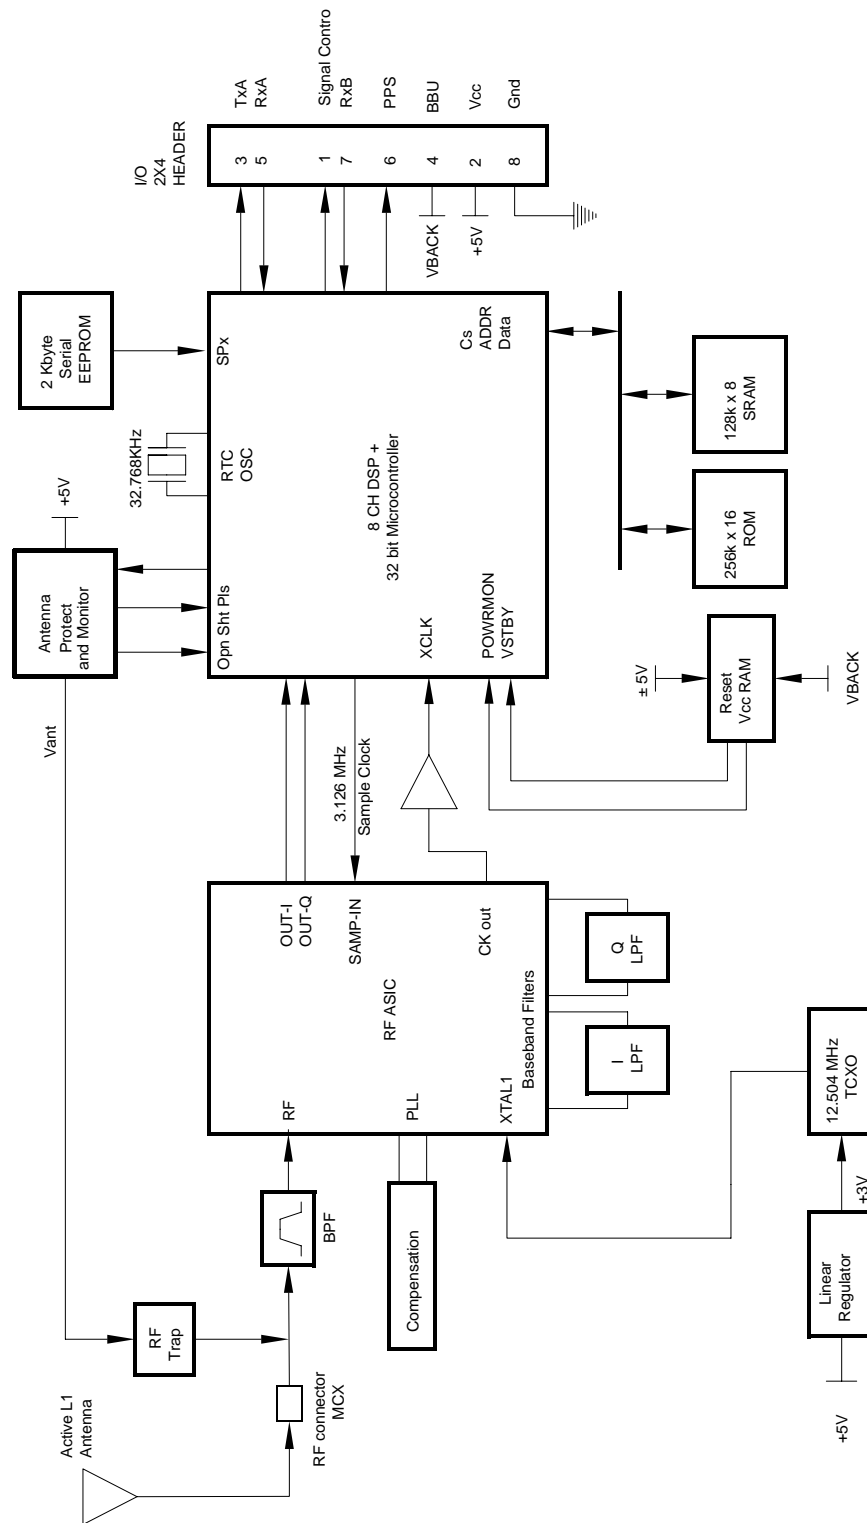 Active L1
Antenna
RF connector
MCX
RF
Trap
BPF
Vant
Antenna
Protect
and Monitor
+5V
32.768KHz
2 Kbyte
Serial
EEPROM
I/O
2X4
HEADER
TxA
RxA
Signal Contro
RxB
PPS
BBU
Vcc
Gnd
3
5
1
7
6
4
2
8
VBACK
+5V
Opn Sht Pls
RTC
OSC
SPx
8 CH DSP +
32 bit Microcontroller
Cs
ADDR
Data
XCLK
POWRMON
VSTBY
3.126 MHz
Sample Clock
RF
PLL
XTAL1
RF ASIC
OUT-I
OUT-Q
SAMP-IN
CK out
Baseband Filters
Compensation
I
LPF
Q
LPF
128k x 8
SRAM
256k x 16
ROM
± 5V
Reset
Vcc RAM
VBACK
12.504 MHz
TCXO
+3V
Linear
Regulator
+5V